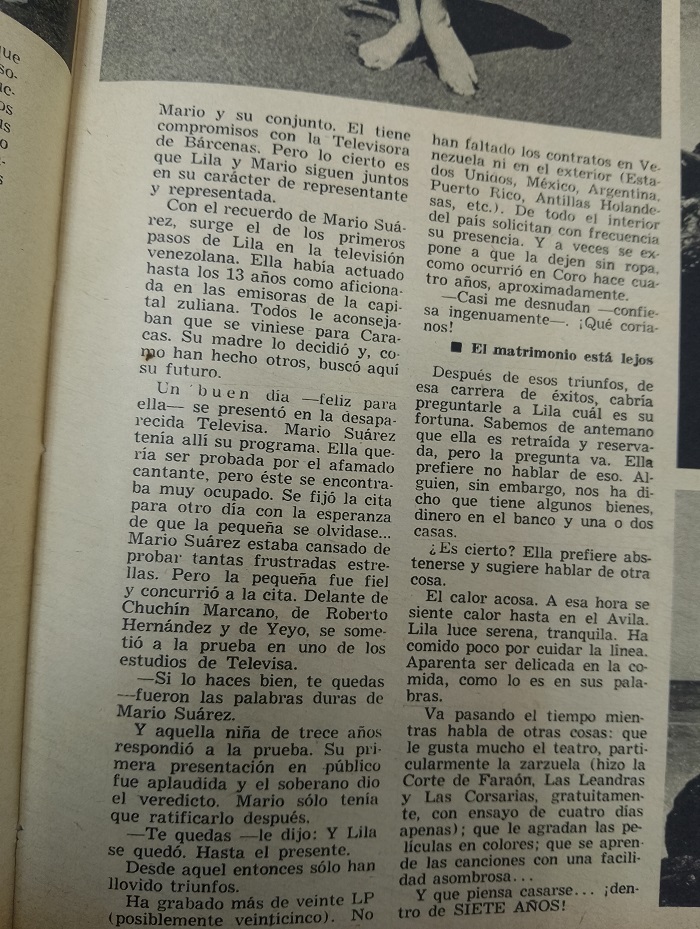 que
so-
Mario y su conjunto. El tiene
compromisos con la Televisora
de Bárcenas. Pero lo cierto es
que Lila y Mario siguen juntos
en su carácter de representante
y representada.
Con el recuerdo de Mario Suá-
rez, surge el de los primeros
pasos de Lila en la televisión
venezolana. Ella había actuado
hasta los 13 años como aficiona-
da en las emisoras de la capi-
tal zuliana. Todos le aconseja-
ban que se viniese para Cara-
cas. Su madre lo decidió y, co-
mo han hecho otros, buscó aquí
su futuro.
Un buen día —feliz para
ella— se presentó en la desapa-
recida Televisa. Mario Suárez
tenía allí su programa. Ella que-
ría ser probada por el afamado
cantante, pero éste se encontra-
ba muy ocupado. Se fijó la cita
para otro día con la esperanza
de que la pequeña se olvidase...
Mario Suárez estaba cansado de
probar tantas frustradas estre-
llas. Pero la pequeña fue fiel
y concurrió a la cita. Delante de
Chuchín Marcano, de Roberto
Hernández y de Yeyo, se some-
tió a la prueba en uno de los
estudios de Televisa.
—Si lo haces bien, te quedas
—fueron las palabras duras de
Mario Suárez.
Y aquella niña de trece años
respondió a la prueba. Su pri-
mera presentación en público
fue aplaudida y el soberano dio
el veredicto. Mario sólo tenía
que ratificarlo después.
—Te quedas —le dijo: Y Lila
se quedó. Hasta el presente.
Desde aquel entonces sólo han
llovido triunfos.
Ha grabado más de veinte LP
(posiblemente veinticinco). No
han faltado los contratos en Ve-
nezuela ni en el exterior (Esta-
dos Unidos, México, Argentina,
Puerto Rico, Antillas Holande-
sas, etc.). De todo el interior
del país solicitan con frecuencia
su presencia. Y a veces se ex-
pone a que la dejen sin ropa,
como ocurrió en Coro hace cua-
tro años, aproximadamente.
—Casi me desnudan —confie-
sa ingenuamente—. ¡Qué coria-
nos!
■ El matrimonio está lejos
Después de esos triunfos, de
esa carrera de éxitos, cabría
preguntarle a Lila cuál es su
fortuna. Sabemos de antemano
que ella es retraída y reserva-
da, pero la pregunta va. Ella
prefiere no hablar de eso. Al-
guien, sin embargo, nos ha di-
cho que tiene algunos bienes,
dinero en el banco y una o dos
casas.
¿Es cierto? Ella prefiere abs-
tenerse y sugiere hablar de otra
cosa.
El calor acosa. A esa hora se
siente calor hasta en el Avila.
Lila luce serena, tranquila. Ha
comido poco por cuidar la línea.
Aparenta ser delicada en la co-
mida, como lo es en sus pala-
bras.
Va pasando el tiempo mien-
tras habla de otras cosas: que
le gusta mucho el teatro, parti-
cularmente la zarzuela (hizo la
Corte de Faraón, Las Leandras
y Las Corsarias, gratuitamen-
te, con ensayo de cuatro días
apenas); que le agradan las pe-
lículas en colores; que se apren-
de las canciones con una facili-
dad asombrosa...
Y que piensa casarse... ¡den-
tro de SIETE AÑOS!